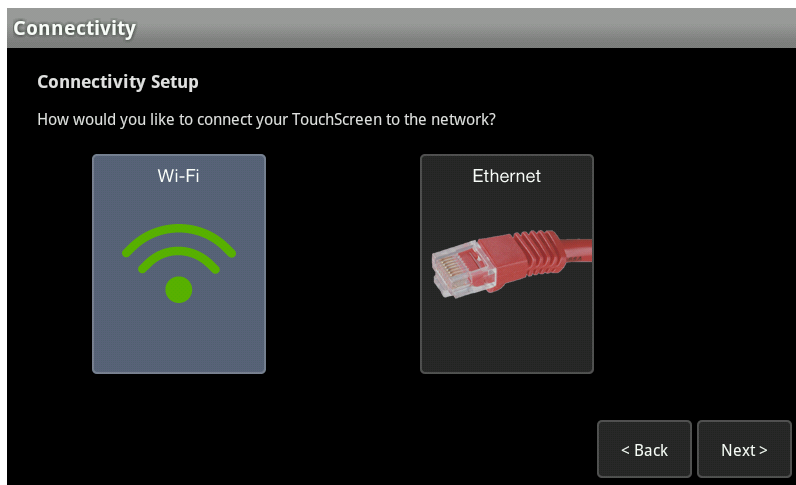 Connectivity
Connectivity Setup
How would you like to connect your TouchScreen to the network?
Wi-Fi
Ethernet
< Back
Next >